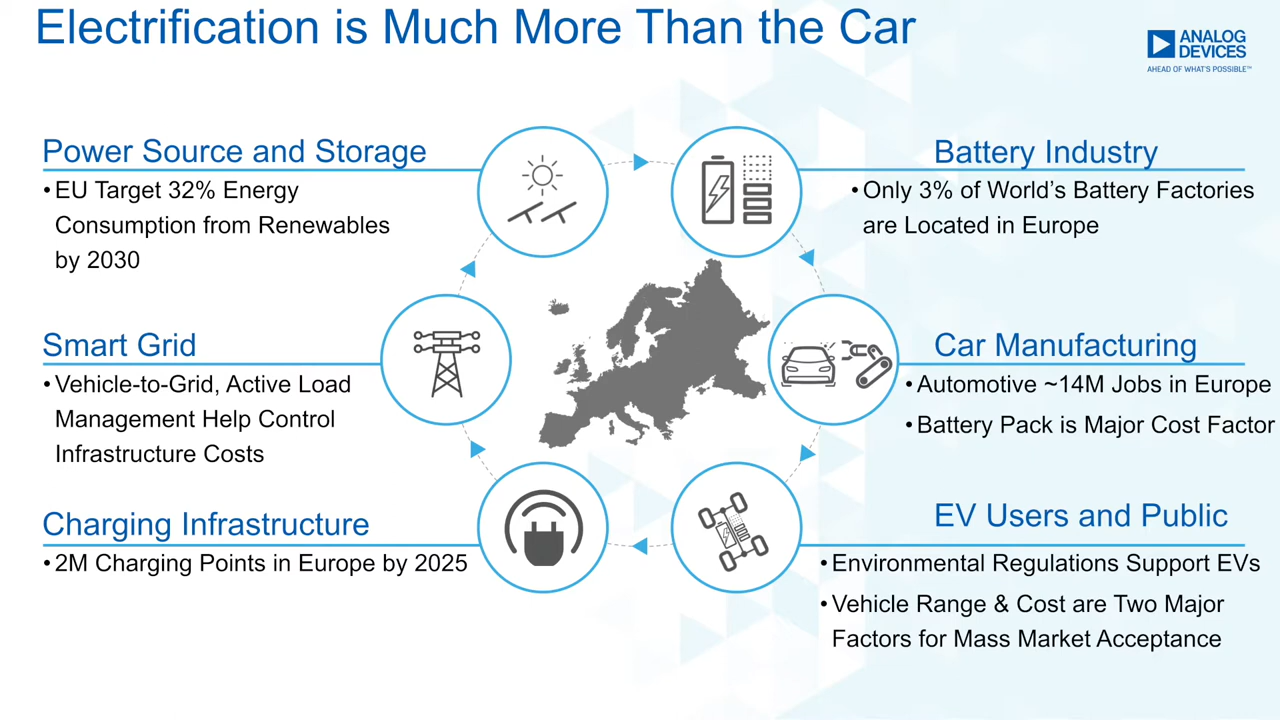 Electrification is Much More Than the Car
ANALOG
DEVICES
AHEAD OF WHAT'S POSSIBLE™
Power Source and Storage
•EU Target 32% Energy
Consumption from Renewables
by 2030
Battery Industry
•Only 3% of World's Battery Factories
are Located in Europe
Smart Grid
•Vehicle-to-Grid, Active Load
Management Help Control
Infrastructure Costs
Car Manufacturing
•Automotive ~14M Jobs in Europe
•Battery Pack is Major Cost Factor
Charging Infrastructure
•2M Charging Points in Europe by 2025
EV Users and Public
•Environmental Regulations Support EVs
•Vehicle Range & Cost are Two Major
Factors for Mass Market Acceptance